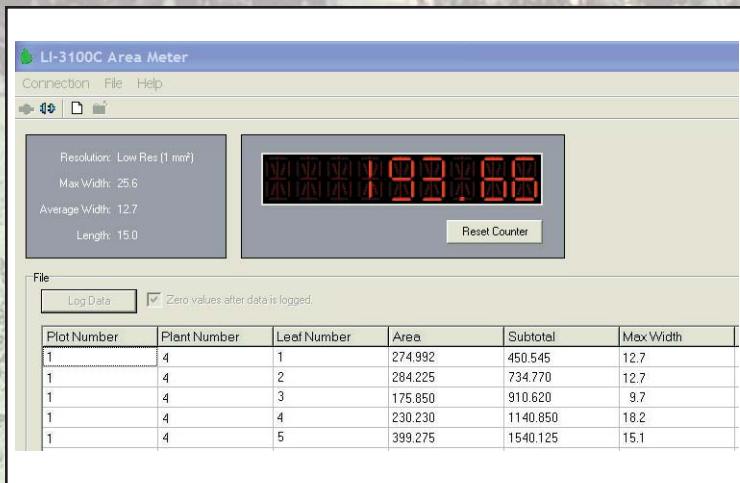 LI-3100C Area Meter
Connection File Help
Resolution: Low Res (1 mm²)
Max Width: 25.6
Average Width: 12.7
Length: 15.0
193.66
Reset Counter
File
Log Data Zero values after data is logged.
Plot Number Plant Number Leaf Number Area Subtotal Max Width
1 4 1 274.992 450.545 12.7
1 4 2 284.225 734.770 12.7
1 4 3 175.850 910.620 9.7
1 4 4 230.230 1140.850 18.2
1 4 5 399.275 1540.125 15.1